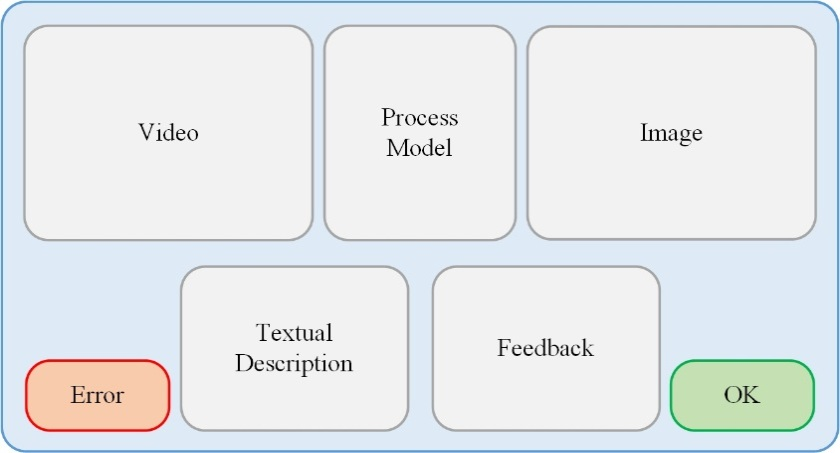 Video
Process
Model
Image
Textual
Description
Feedback
Error
OK